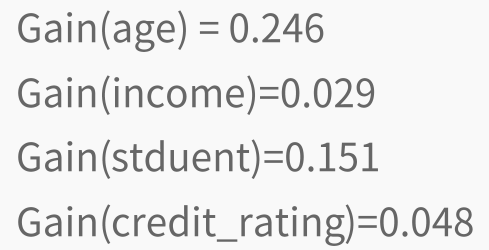 Gain(age) = 0.246
Gain(income)=0.029
Gain(stduent)=0.151
Gain(credit_rating)=0.048